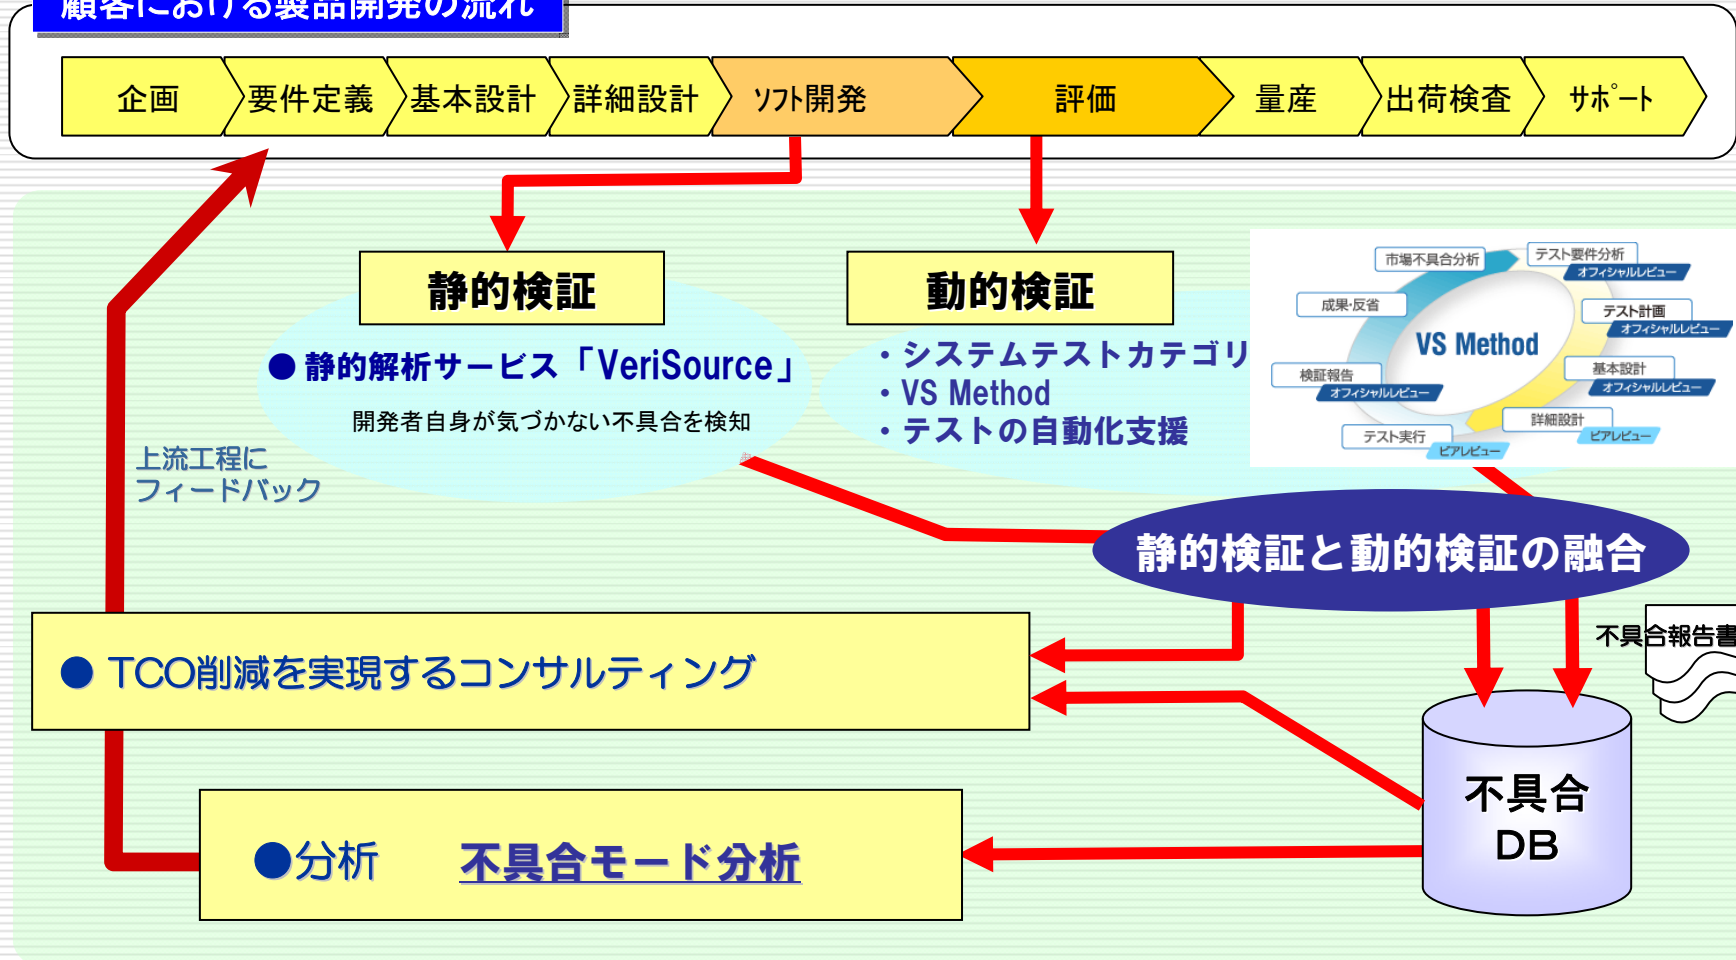 顧客における製品開発の流れ
企画
要件定義
基本設計
詳細設計
ｿﾌﾄ開発
評価
量産
出荷検査
ｻﾎﾟｰﾄ
静的検証
● 静的解析サービス「VeriSource」
開発者自身が気づかない不具合を検知
動的検証
・システムテストカテゴリ
・VS Method
・テストの自動化支援
市場不具合分析
テスト要件分析
オフィシャルレビュー
成果・反省
テスト計画
オフィシャルレビュー
VS Method
検証報告
オフィシャルレビュー
基本設計
オフィシャルレビュー
詳細設計
ピアレビュー
テスト実行
ピアレビュー
上流工程に
フィードバック
静的検証と動的検証の融合
不具合報告書
● TCO削減を実現するコンサルティング
不具合
ＤＢ
●分析 不具合モード分析